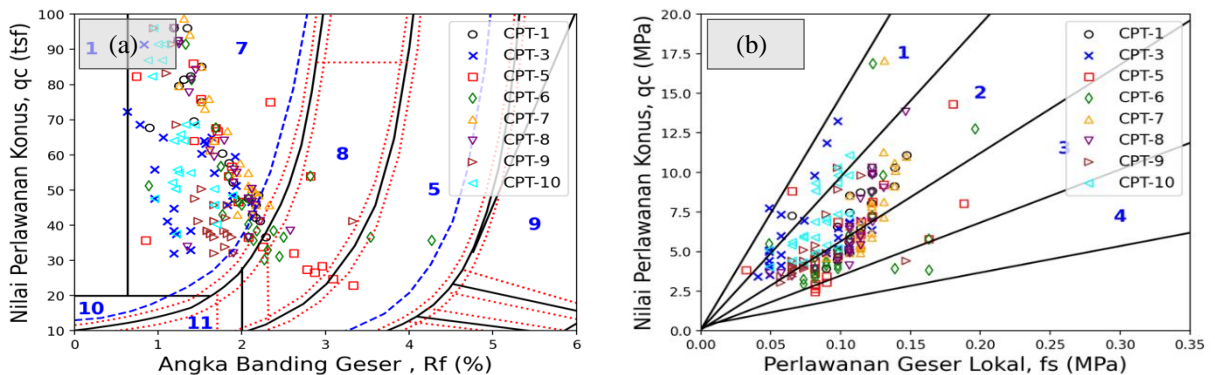 Nilai Perlawanan Konus, qc (tsf)
100
90
80
70
60
50
40
30
20
10
(a)
1
7
8
5
9
10
11
CPT-1
CPT-3
CPT-5
CPT-6
CPT-7
CPT-8
CPT-9
CPT-10
0 1 2 3 4 5 6
Angka Banding Geser , Rf (%)
Nilai Perlawanan Konus, qc (MPa)
20.0
17.5
15.0
12.5
10.0
7.5
5.0
2.5
0.0
(b)
1
2
3
4
CPT-1
CPT-3
CPT-5
CPT-6
CPT-7
CPT-8
CPT-9
CPT-10
0.00 0.05 0.10 0.15 0.20 0.25 0.30 0.35
Perlawanan Geser Lokal, fs (MPa)